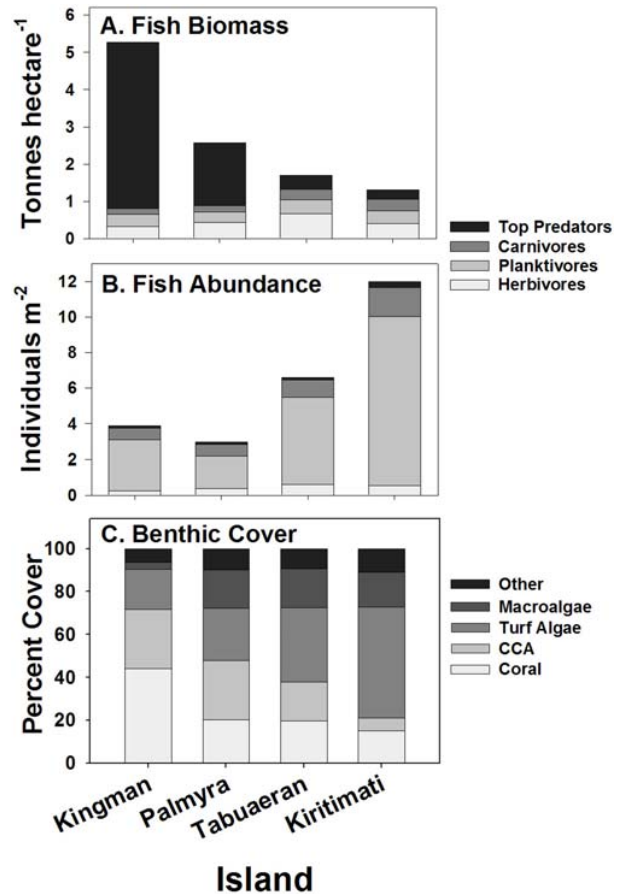 A. Fish Biomass
Tonnes hectare⁻¹
6
5
4
3
2
1
0
Top Predators
Carnivores
Planktivores
Herbivores
B. Fish Abundance
Individuals m⁻²
12
10
8
6
4
2
0
C. Benthic Cover
Percent Cover
100
80
60
40
20
0
Other
Macroalgae
Turf Algae
CCA
Coral
Kingman
Palmyra
Tabuaeran
Kiritimati
Island